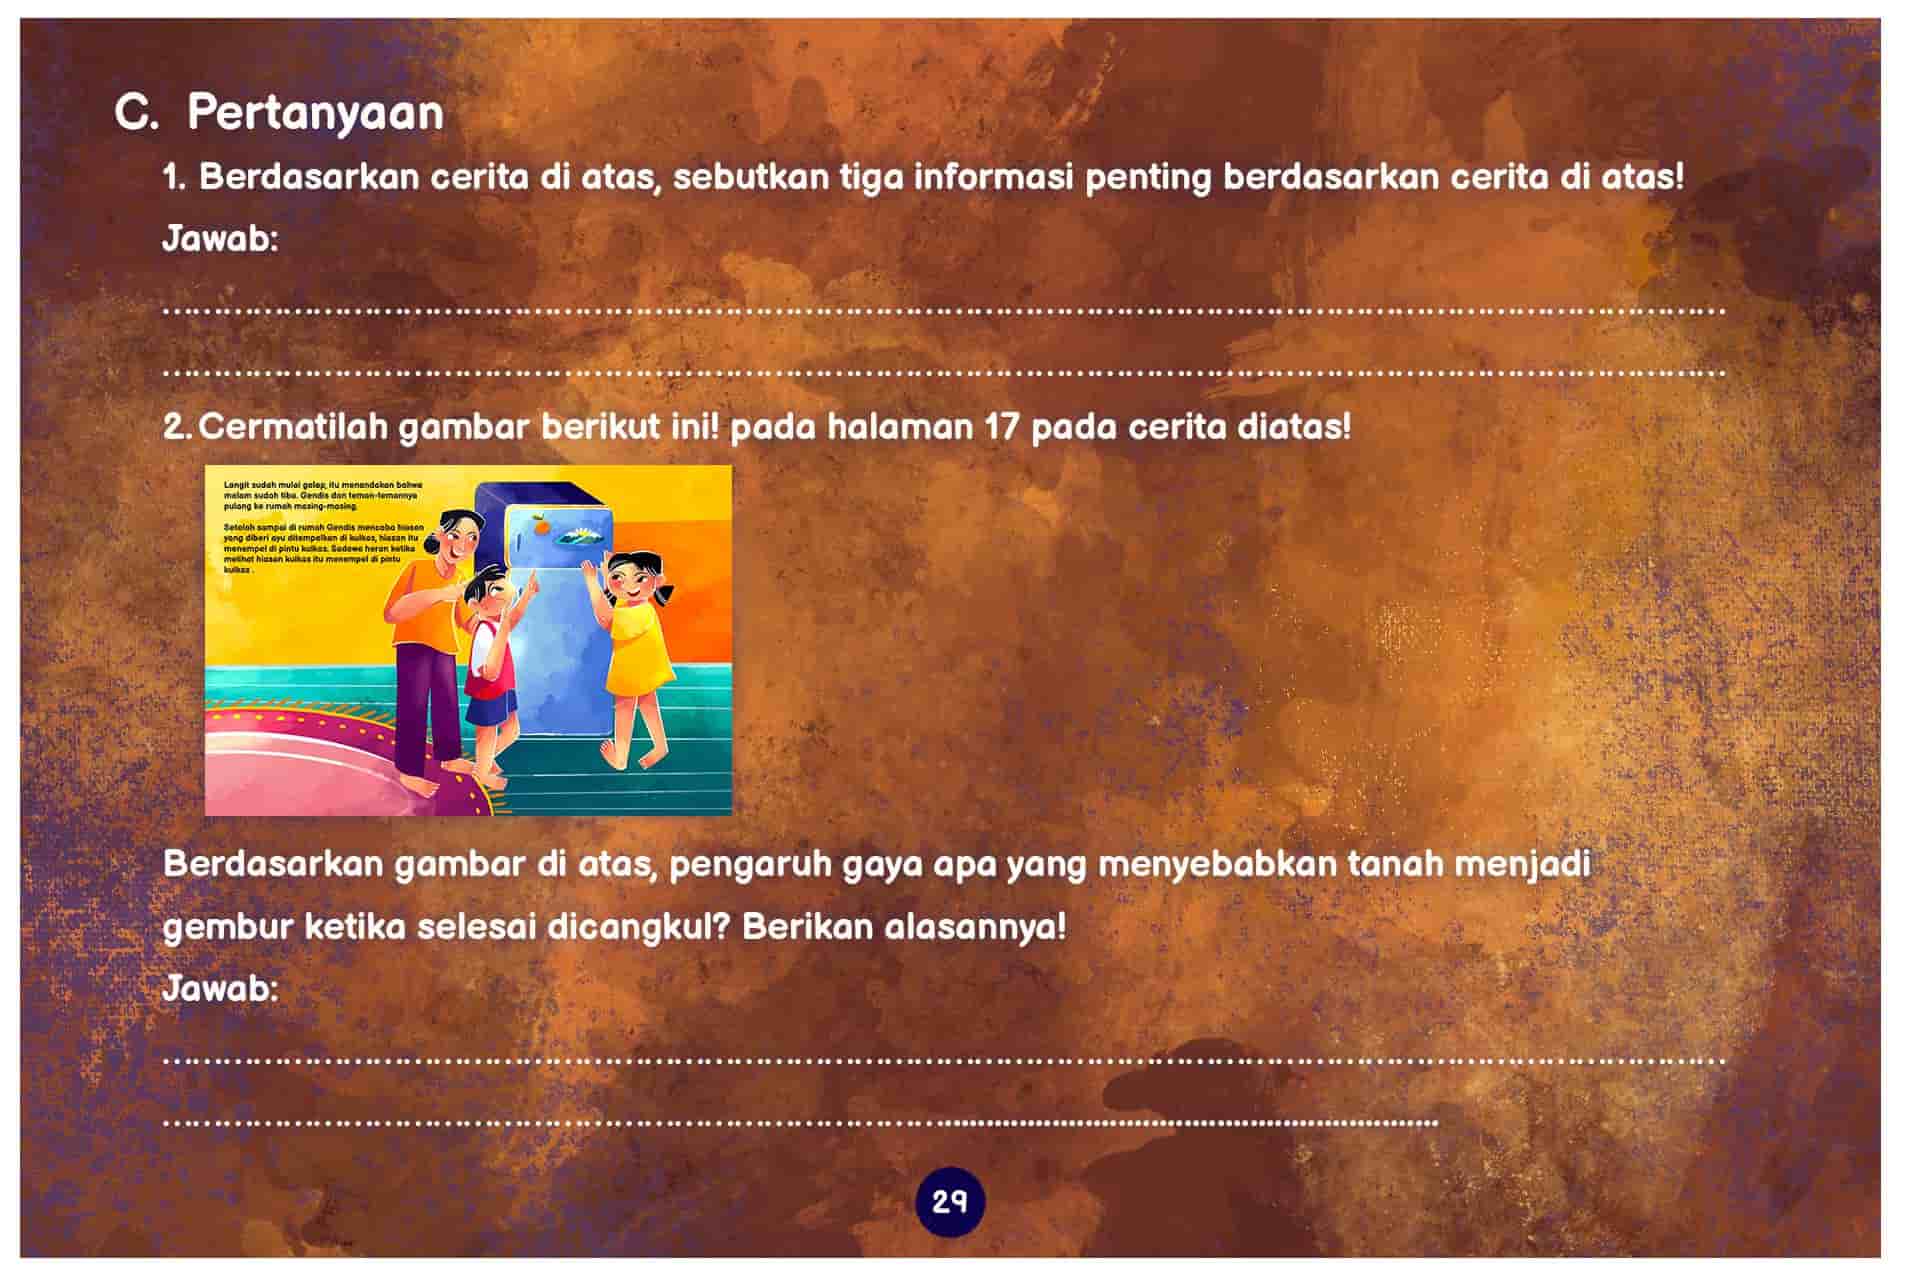 C. Pertanyaan
1. Berdasarkan cerita di atas, sebutkan tiga informasi penting berdasarkan cerita di atas!
Jawab:
2. Cermatilah gambar berikut ini! pada halaman 17 pada cerita diatas!
Langit sudah mulai gelap, itu menandakan bahwa
malam sudah tiba. Gendis dan teman-temannya
pulang ke rumah masing-masing.
Setelah sampai di rumah Gendis mencoba hiasan
yang diberi ayu ditempelkan di kulkas, hiasan itu
menempel di pintu kulkas. Sadewa heran ketika
melihat hiasan kulkas itu menempel di pintu
kulkas .
Berdasarkan gambar di atas, pengaruh gaya apa yang menyebabkan tanah menjadi
gembur ketika selesai dicangkul? Berikan alasannya!
Jawab:
29